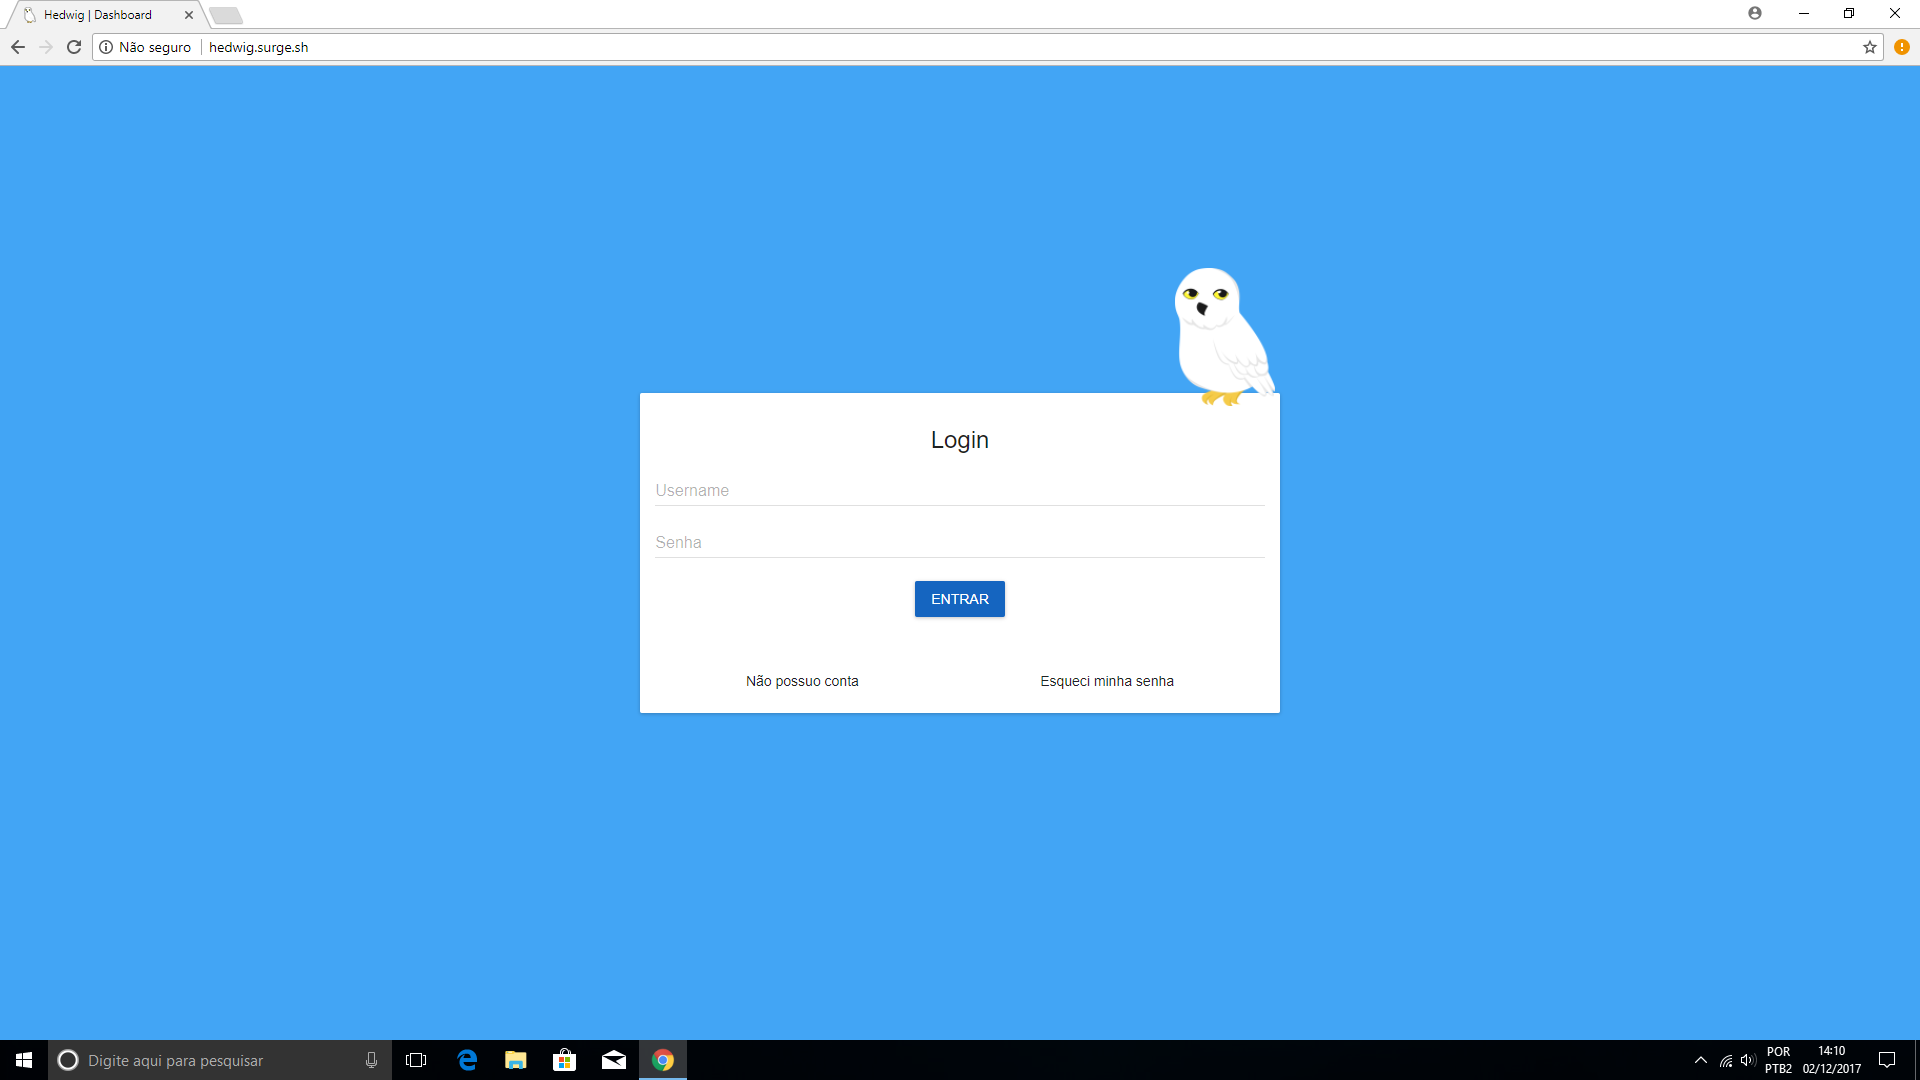 Hedwig | Dashboard
Não seguro
hedwig.surge.sh
Login
Username
Senha
ENTRAR
Não possuo conta
Esqueci minha senha
Digite aqui para pesquisar
POR
PTB2
14:10
02/12/2017